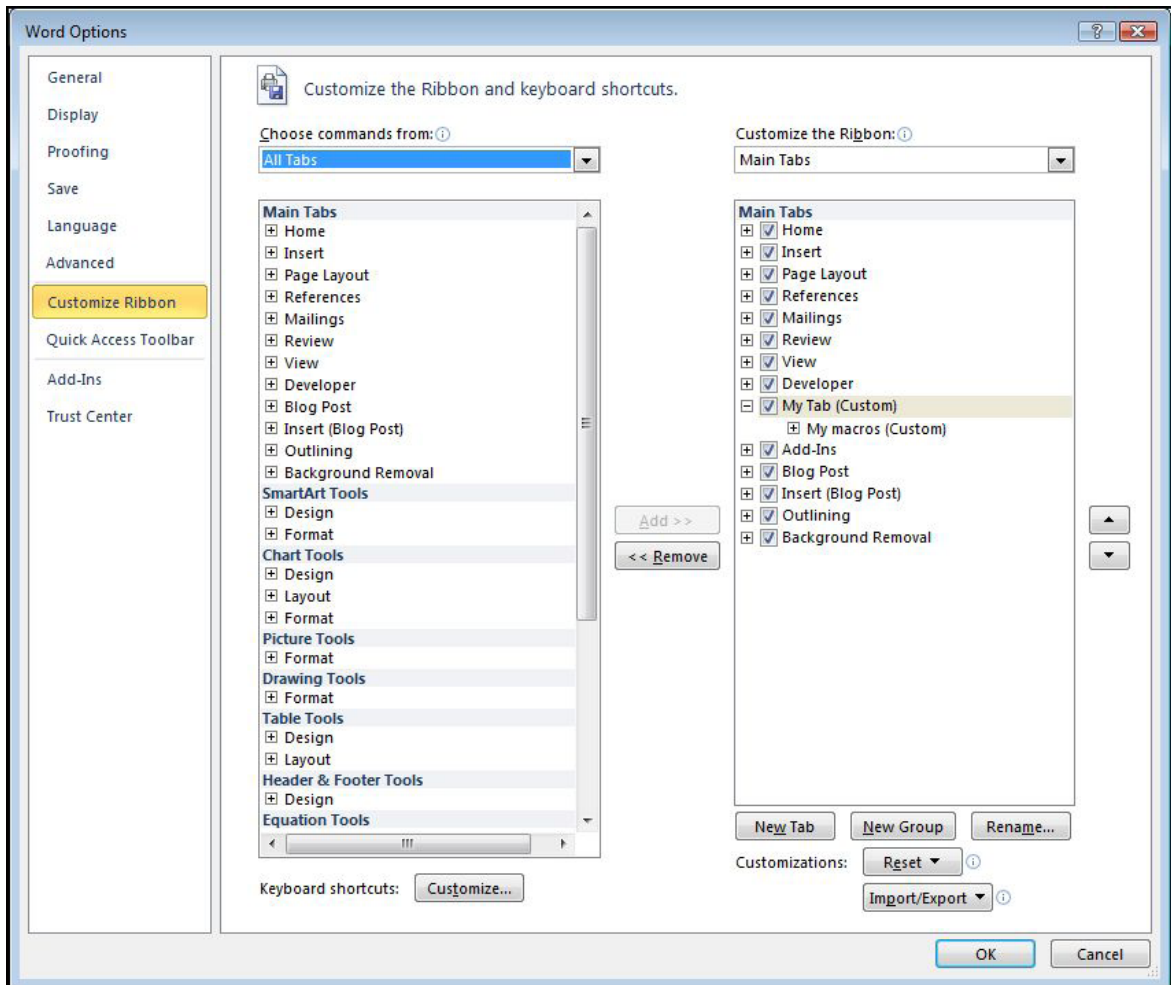 Word Options
General
Display
Proofing
Save
Language
Advanced
Customize Ribbon
Quick Access Toolbar
Add-Ins
Trust Center
Customize the Ribbon and keyboard shortcuts.
Choose commands from:
All Tabs
Main Tabs
Home
Insert
Page Layout
References
Mailings
Review
View
Developer
Blog Post
Insert (Blog Post)
Outlining
Background Removal
SmartArt Tools
Design
Format
Chart Tools
Design
Layout
Format
Picture Tools
Format
Drawing Tools
Format
Table Tools
Design
Layout
Header & Footer Tools
Design
Equation Tools
Keyboard shortcuts: Customize...
Add >>
<< Remove
Customize the Ribbon:
Main Tabs
Main Tabs
Home
Insert
Page Layout
References
Mailings
Review
View
Developer
My Tab (Custom)
My macros (Custom)
Add-Ins
Blog Post
Insert (Blog Post)
Outlining
Background Removal
New Tab New Group Rename...
Customizations: Reset
Import/Export
OK Cancel